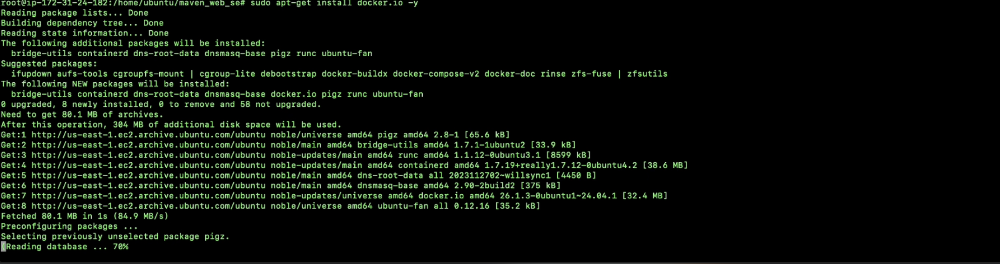 root@ip-172-31-24-182:/home/ubuntu/maven_web_se# sudo apt-get install docker.io -y
Reading package lists... Done
Building dependency tree... Done
Reading state information... Done
The following additional packages will be installed:
  bridge-utils containerd dns-root-data dnsmasq-base pigz runc ubuntu-fan
Suggested packages:
  ifupdown aufs-tools cgroupfs-mount | cgroup-lite debootstrap docker-buildx docker-compose-v2 docker-doc rinse zfs-fuse | zfsutils
The following NEW packages will be installed:
  bridge-utils containerd dns-root-data dnsmasq-base docker.io pigz runc ubuntu-fan
0 upgraded, 8 newly installed, 0 to remove and 58 not upgraded.
Need to get 80.1 MB of archives.
After this operation, 304 MB of additional disk space will be used.
Get:1 http://us-east-1.ec2.archive.ubuntu.com/ubuntu noble/universe amd64 pigz amd64 2.8-1 [65.6 kB]
Get:2 http://us-east-1.ec2.archive.ubuntu.com/ubuntu noble/main amd64 bridge-utils amd64 1.7.1-1ubuntu2 [33.9 kB]
Get:3 http://us-east-1.ec2.archive.ubuntu.com/ubuntu noble-updates/main amd64 runc amd64 1.1.12-0ubuntu3.1 [8599 kB]
Get:4 http://us-east-1.ec2.archive.ubuntu.com/ubuntu noble-updates/main amd64 containerd amd64 1.7.19+really1.7.12-0ubuntu4.2 [38.6 MB]
Get:5 http://us-east-1.ec2.archive.ubuntu.com/ubuntu noble/main amd64 dns-root-data all 2023112702~willsync1 [4450 B]
Get:6 http://us-east-1.ec2.archive.ubuntu.com/ubuntu noble/main amd64 dnsmasq-base amd64 2.90-2build2 [375 kB]
Get:7 http://us-east-1.ec2.archive.ubuntu.com/ubuntu noble-updates/universe amd64 docker.io amd64 26.1.3-0ubuntu1~24.04.1 [32.4 MB]
Get:8 http://us-east-1.ec2.archive.ubuntu.com/ubuntu noble/universe amd64 ubuntu-fan all 0.12.16 [35.2 kB]
Fetched 80.1 MB in 1s (84.9 MB/s)
Preconfiguring packages ...
Selecting previously unselected package pigz.
(Reading database ... 70%